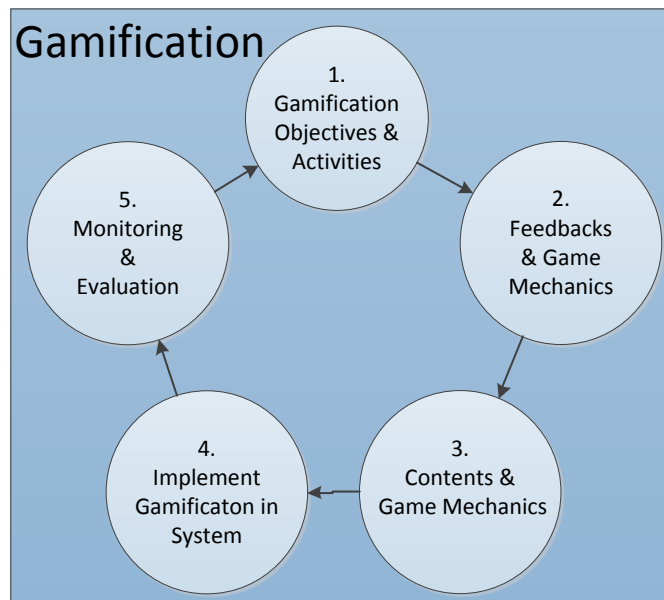 Gamification
1.
Gamification
Objectives &
Activities
2.
Feedbacks
& Game
Mechanics
3.
Contents &
Game Mechanics
4.
Implement
Gamificaton in
System
5.
Monitoring
&
Evaluation